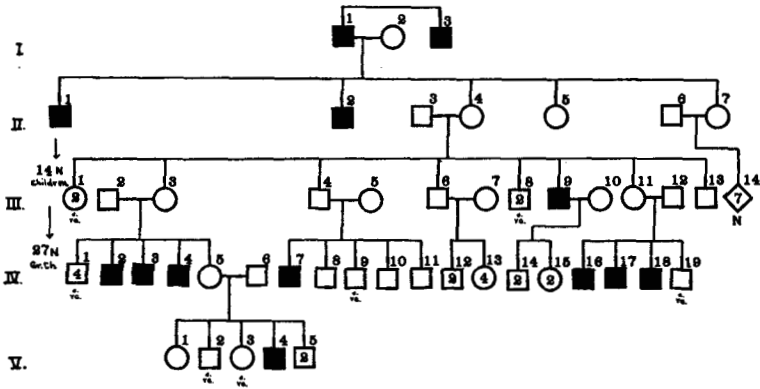 1 2 3
I.
1 2 3 4 5 6 7
II.
14 N
Children
1 2 3 4 5 6 7 8 9 10 11 12 13 14
III.
2 2 7
N
27 N
Gr.Ch.
1 2 3 4 5 6 7 8 9 10 11 12 13 14 15 16 17 18 19
IV.
4 2 4 2 2
1 2 3 4 5
V.
2